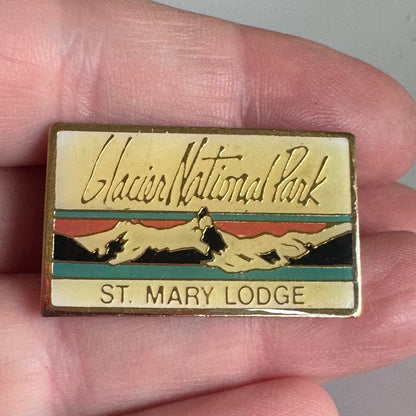 Glacier National Park
ST. MARY LODGE